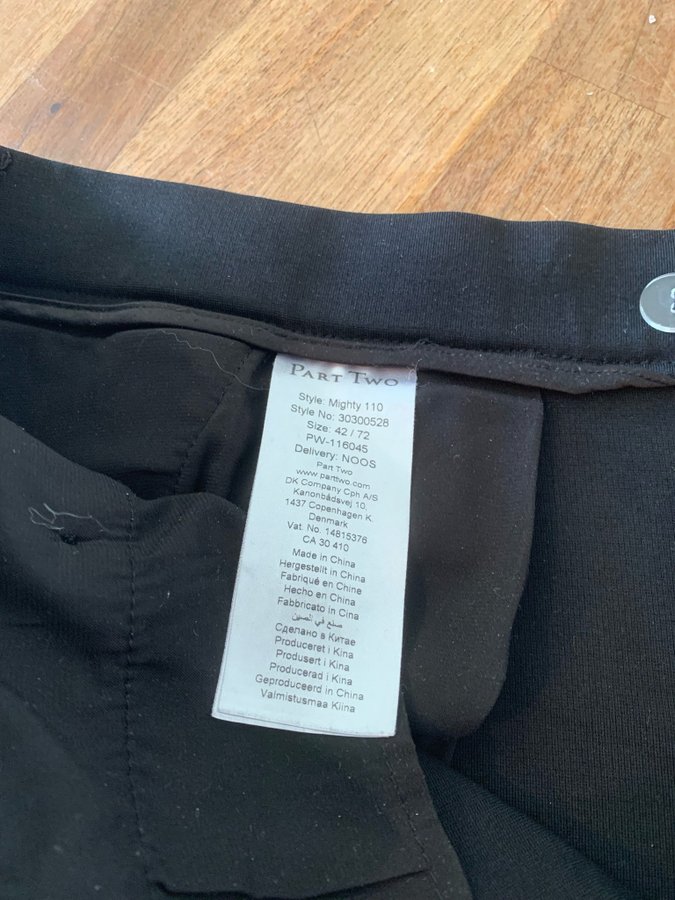 PART TWO
Style: Mighty 110
Style No: 30300528
Size: 42 / 72
PW-116045
Delivery: NOOS
Part Two
www.parttwo.com
DK Company Cph A/S
Kanonbådsvej 10,
1437 Copenhagen K.
Denmark
Vat. No. 14815376
CA 30 410
Made in China
Hergestellt in China
Fabriqué en Chine
Hecho en China
Fabbricato in Cina
صنع في الصين
Сделано в Китае
Produceret i Kina
Produsert i Kina
Producerad i Kina
Geproduceerd in China
Valmistusmaa Kiina